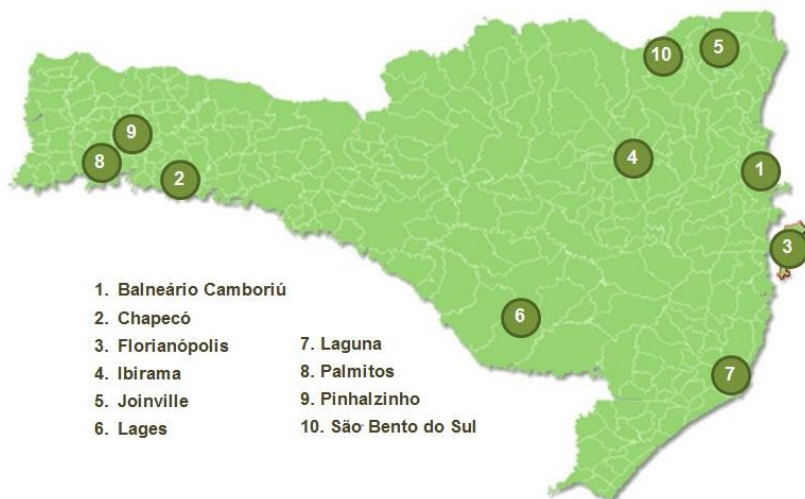 10
5
9
8
2
4
1
3
6
7
1. Balneário Camboriú
2. Chapecó
3. Florianópolis
4. Ibirama
5. Joinville
6. Lages
7. Laguna
8. Palmitos
9. Pinhalzinho
10. São Bento do Sul